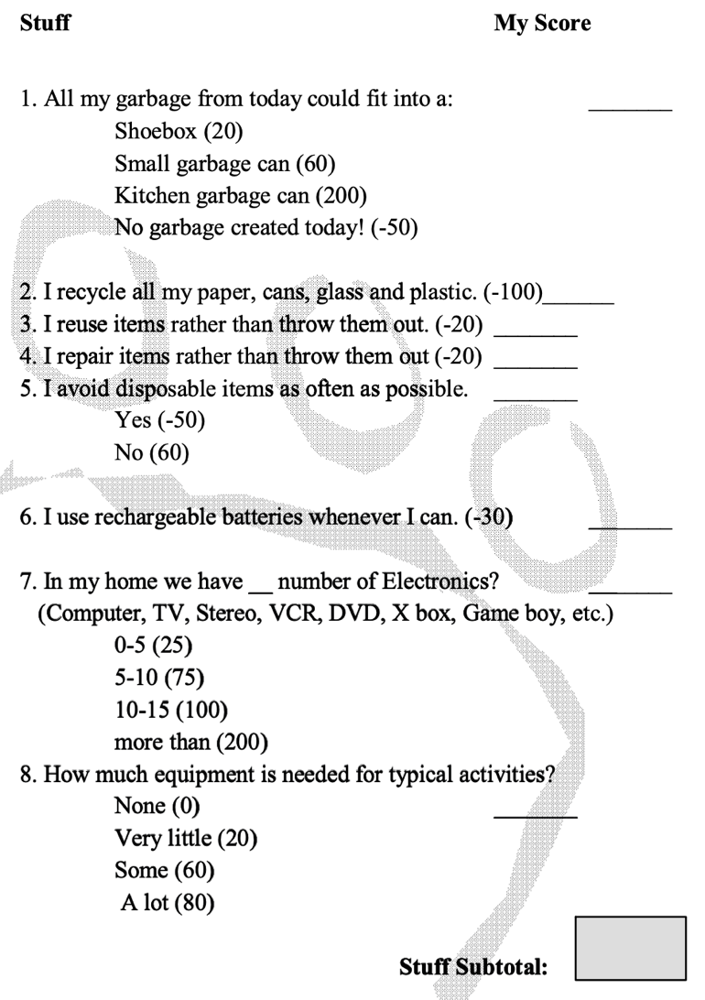 Stuff My Score
1. All my garbage from today could fit into a: _______
Shoebox (20)
Small garbage can (60)
Kitchen garbage can (200)
No garbage created today! (-50)
2. I recycle all my paper, cans, glass and plastic. (-100)______
3. I reuse items rather than throw them out. (-20) _______
4. I repair items rather than throw them out (-20) _______
5. I avoid disposable items as often as possible. _______
Yes (-50)
No (60)
6. I use rechargeable batteries whenever I can. (-30) _______
7. In my home we have __ number of Electronics? _______
(Computer, TV, Stereo, VCR, DVD, X box, Game boy, etc.)
0-5 (25)
5-10 (75)
10-15 (100)
more than (200)
8. How much equipment is needed for typical activities?
None (0) _______
Very little (20)
Some (60)
A lot (80)
Stuff Subtotal: